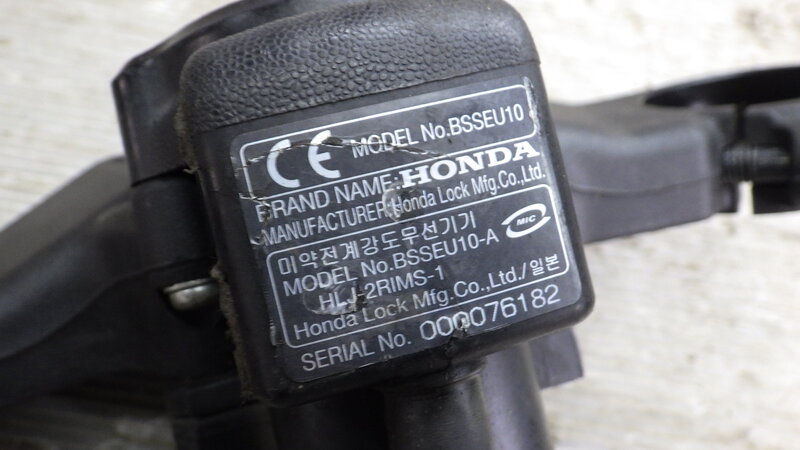 CE MODEL No.BSSEU10
BRAND NAME:HONDA
MANUFACTURER:Honda Lock Mfg.Co.,Ltd.
미약전계강도무선기기 MIC
MODEL No.BSSEU10-A
HLJ-2RIMS-1
Honda Lock Mfg.Co.,Ltd./일본
SERIAL No. 000076182